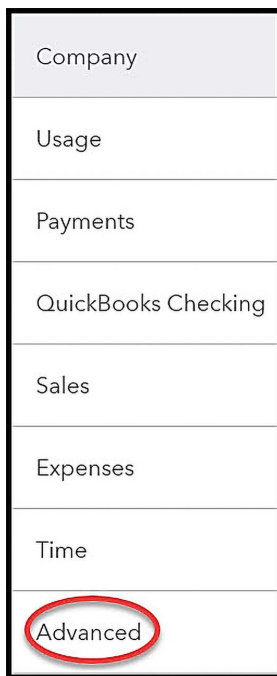 Company
Usage
Payments
QuickBooks Checking
Sales
Expenses
Time
Advanced